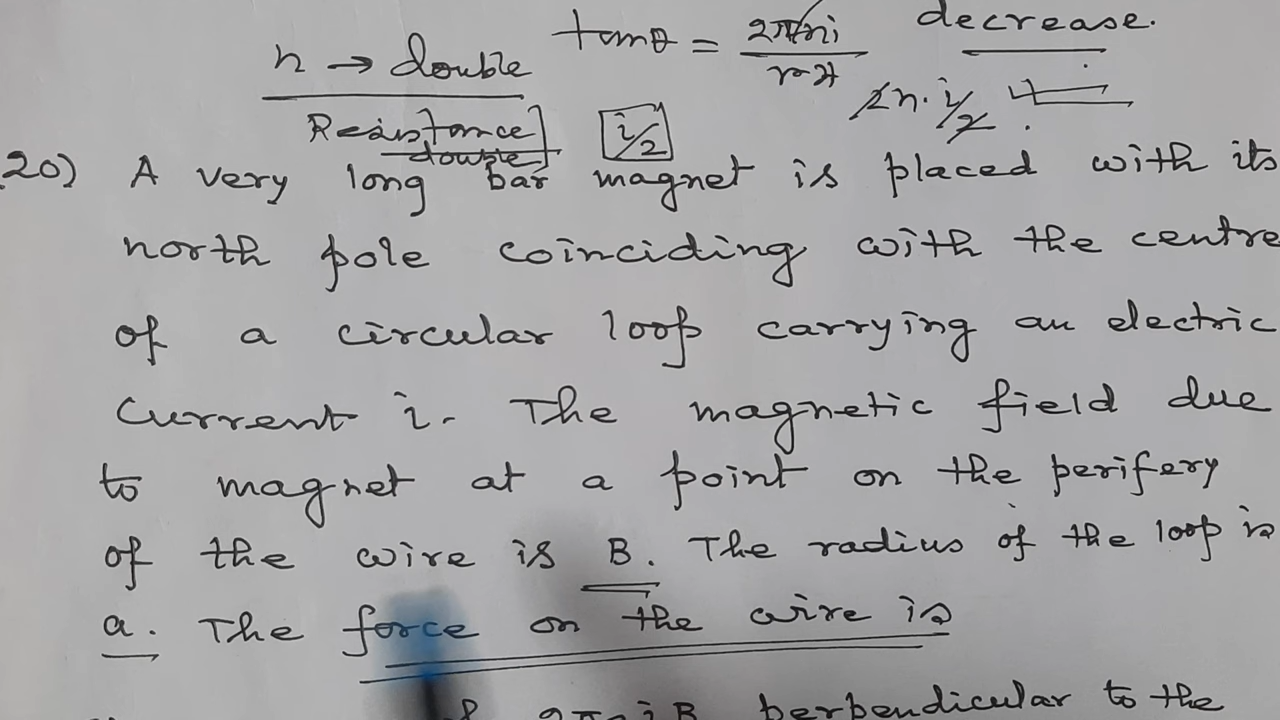 n → double tanθ = 2πni / r H decrease.
Resistance double] i/2 2n. i/2
20) A very long bar magnet is placed with its
north pole coinciding with the centre
of a circular loop carrying an electric
current i. The magnetic field due
to magnet at a point on the perifery
of the wire is B. The radius of the loop is
a. The force on the wire is
perpendicular to the